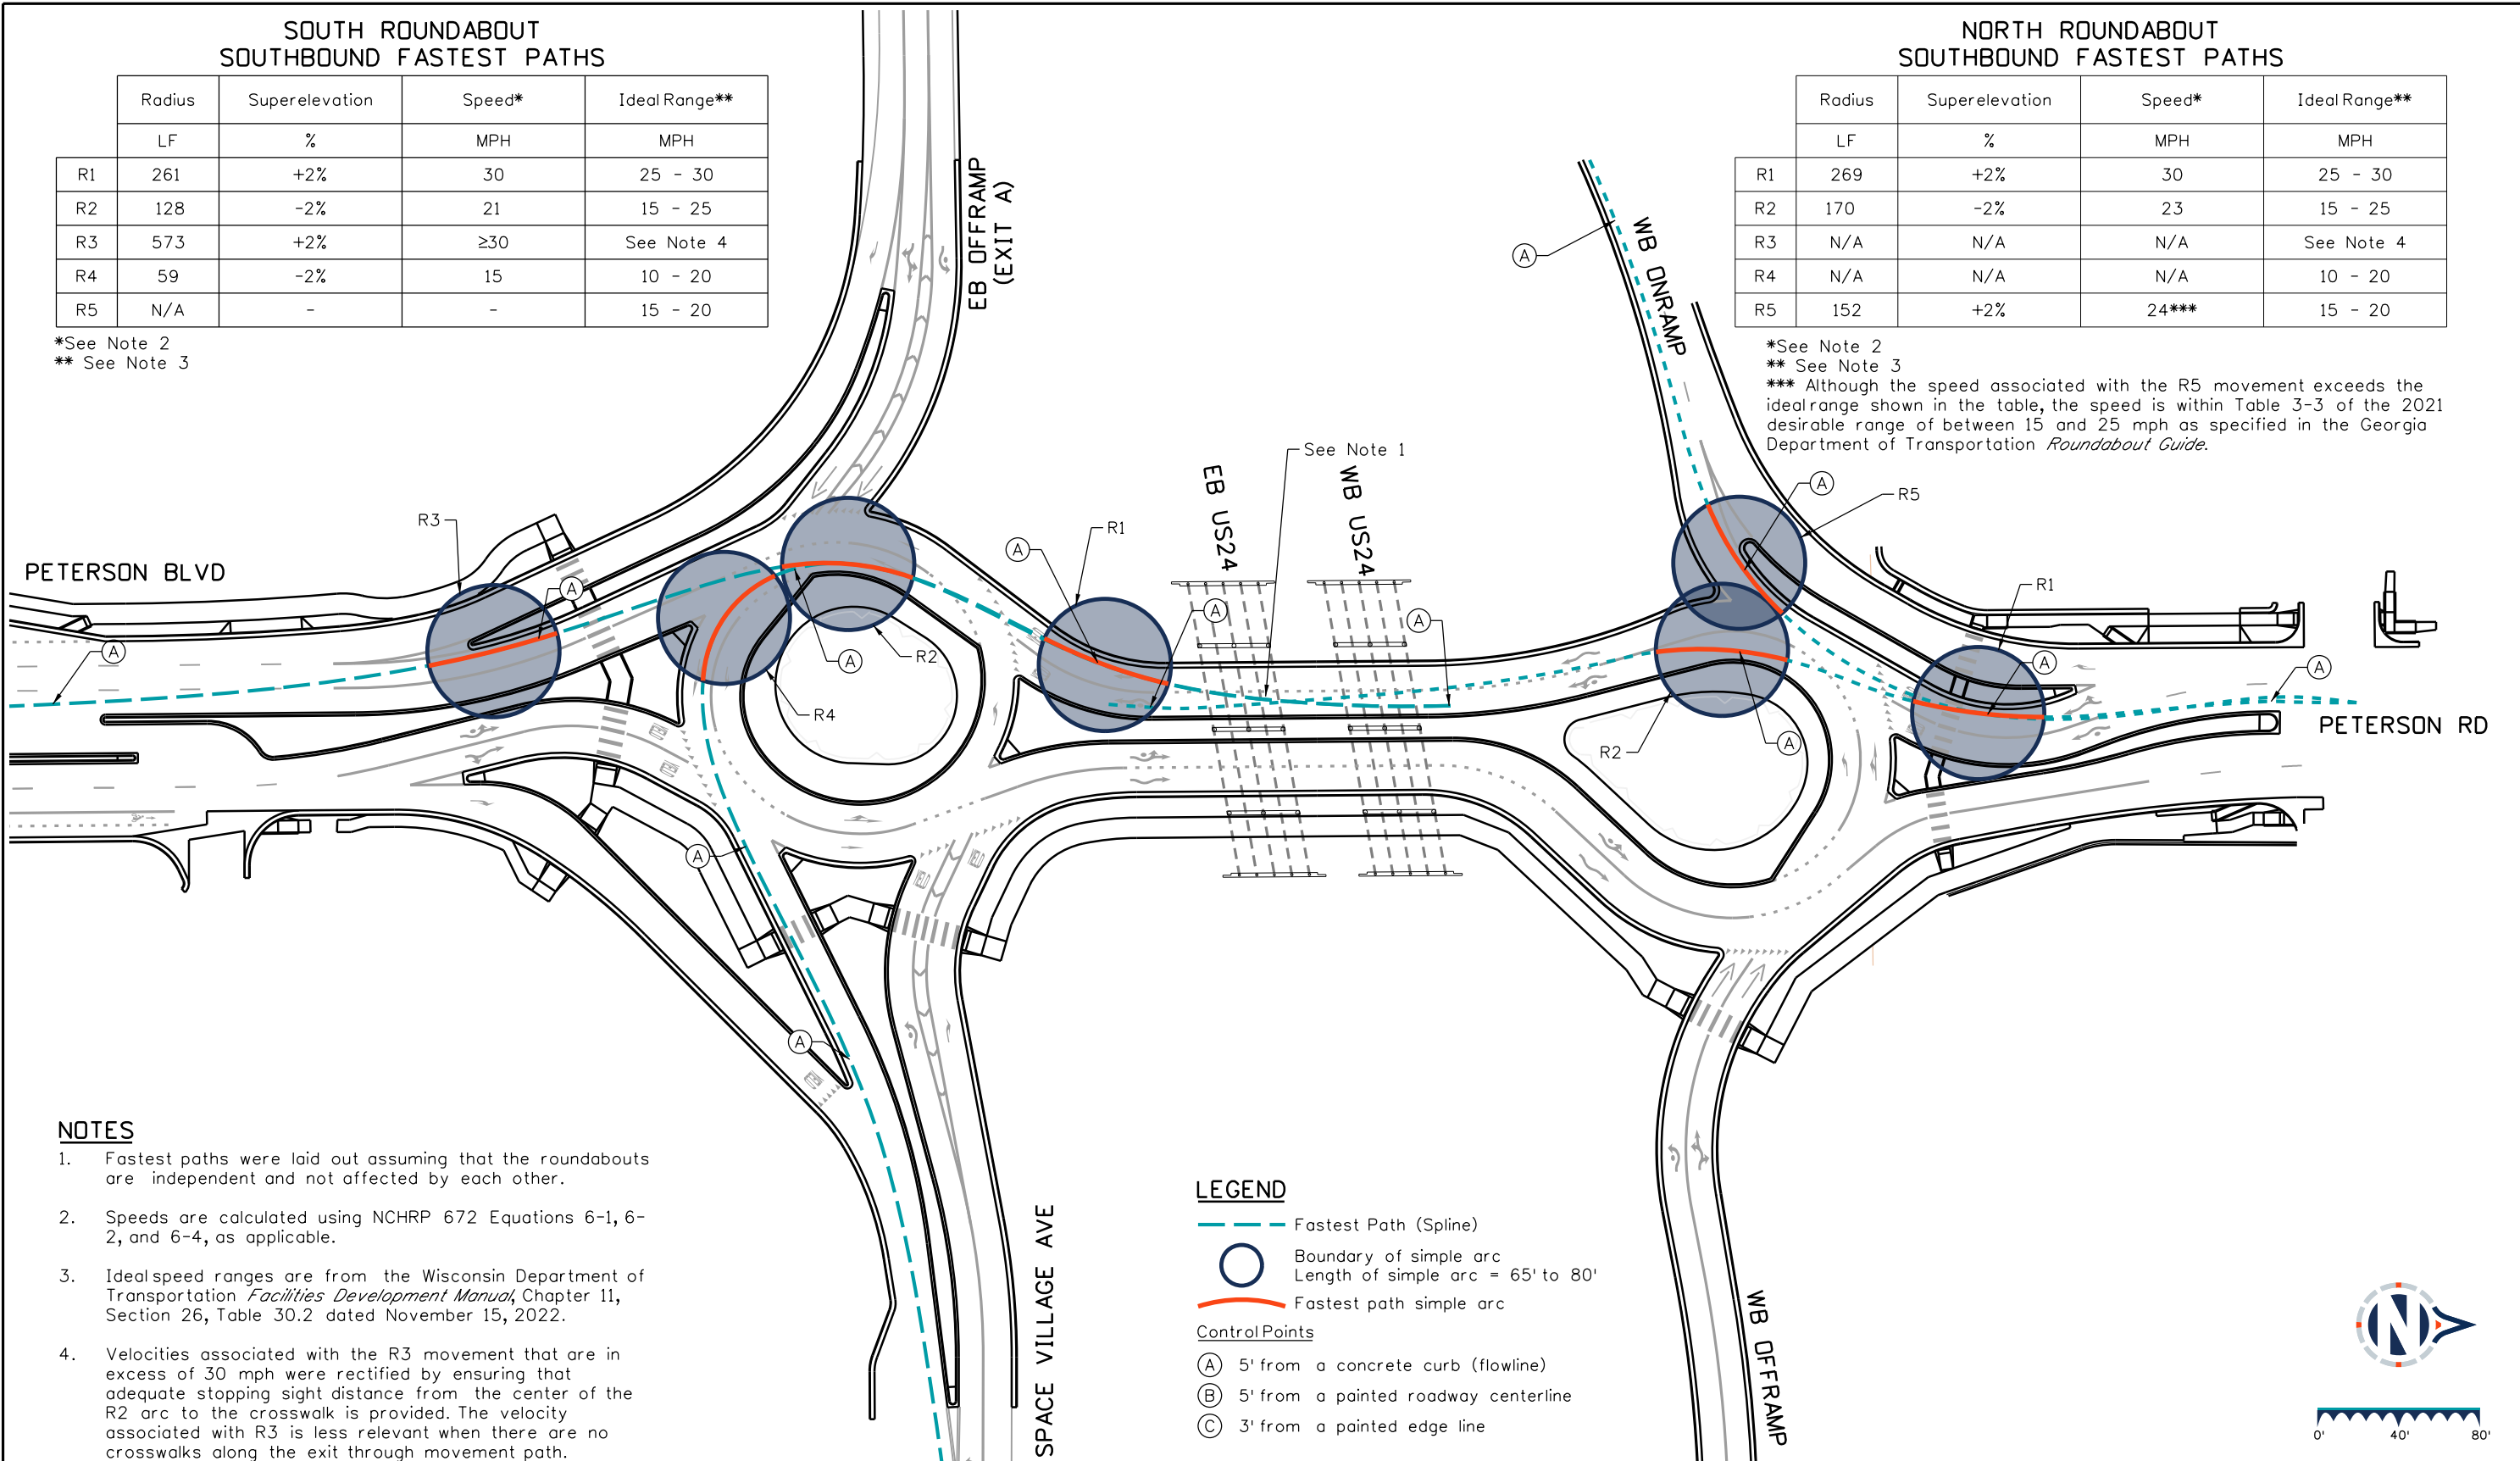 SOUTH ROUNDABOUT
SOUTHBOUND FASTEST PATHS
Radius Superelevation Speed* Ideal Range**
LF % MPH MPH
R1 261 +2% 30 25 - 30
R2 128 -2% 21 15 - 25
R3 573 +2% ≥30 See Note 4
R4 59 -2% 15 10 - 20
R5 N/A - - 15 - 20
*See Note 2
** See Note 3
NORTH ROUNDABOUT
SOUTHBOUND FASTEST PATHS
Radius Superelevation Speed* Ideal Range**
LF % MPH MPH
R1 269 +2% 30 25 - 30
R2 170 -2% 23 15 - 25
R3 N/A N/A N/A See Note 4
R4 N/A N/A N/A 10 - 20
R5 152 +2% 24*** 15 - 20
*See Note 2
** See Note 3
*** Although the speed associated with the R5 movement exceeds the
ideal range shown in the table, the speed is within Table 3-3 of the 2021
desirable range of between 15 and 25 mph as specified in the Georgia
Department of Transportation Roundabout Guide.
EB OFFRAMP
(EXIT A)
WB ONRAMP
A
See Note 1
EB US24
WB US24
A
R5
R3
R1
A
PETERSON BLVD
A
A
A
R1
A
A
R2
A
A
R4
R2
A
PETERSON RD
A
A
NOTES
1. Fastest paths were laid out assuming that the roundabouts
are independent and not affected by each other.
2. Speeds are calculated using NCHRP 672 Equations 6-1, 6-
2, and 6-4, as applicable.
3. Ideal speed ranges are from the Wisconsin Department of
Transportation Facilities Development Manual, Chapter 11,
Section 26, Table 30.2 dated November 15, 2022.
4. Velocities associated with the R3 movement that are in
excess of 30 mph were rectified by ensuring that
adequate stopping sight distance from the center of the
R2 arc to the crosswalk is provided. The velocity
associated with R3 is less relevant when there are no
crosswalks along the exit through movement path.
SPACE VILLAGE AVE
LEGEND
Fastest Path (Spline)
Boundary of simple arc
Length of simple arc = 65' to 80'
Fastest path simple arc
Control Points
A 5' from a concrete curb (flowline)
B 5' from a painted roadway centerline
C 3' from a painted edge line
WB OFFRAMP
N
0' 40' 80'